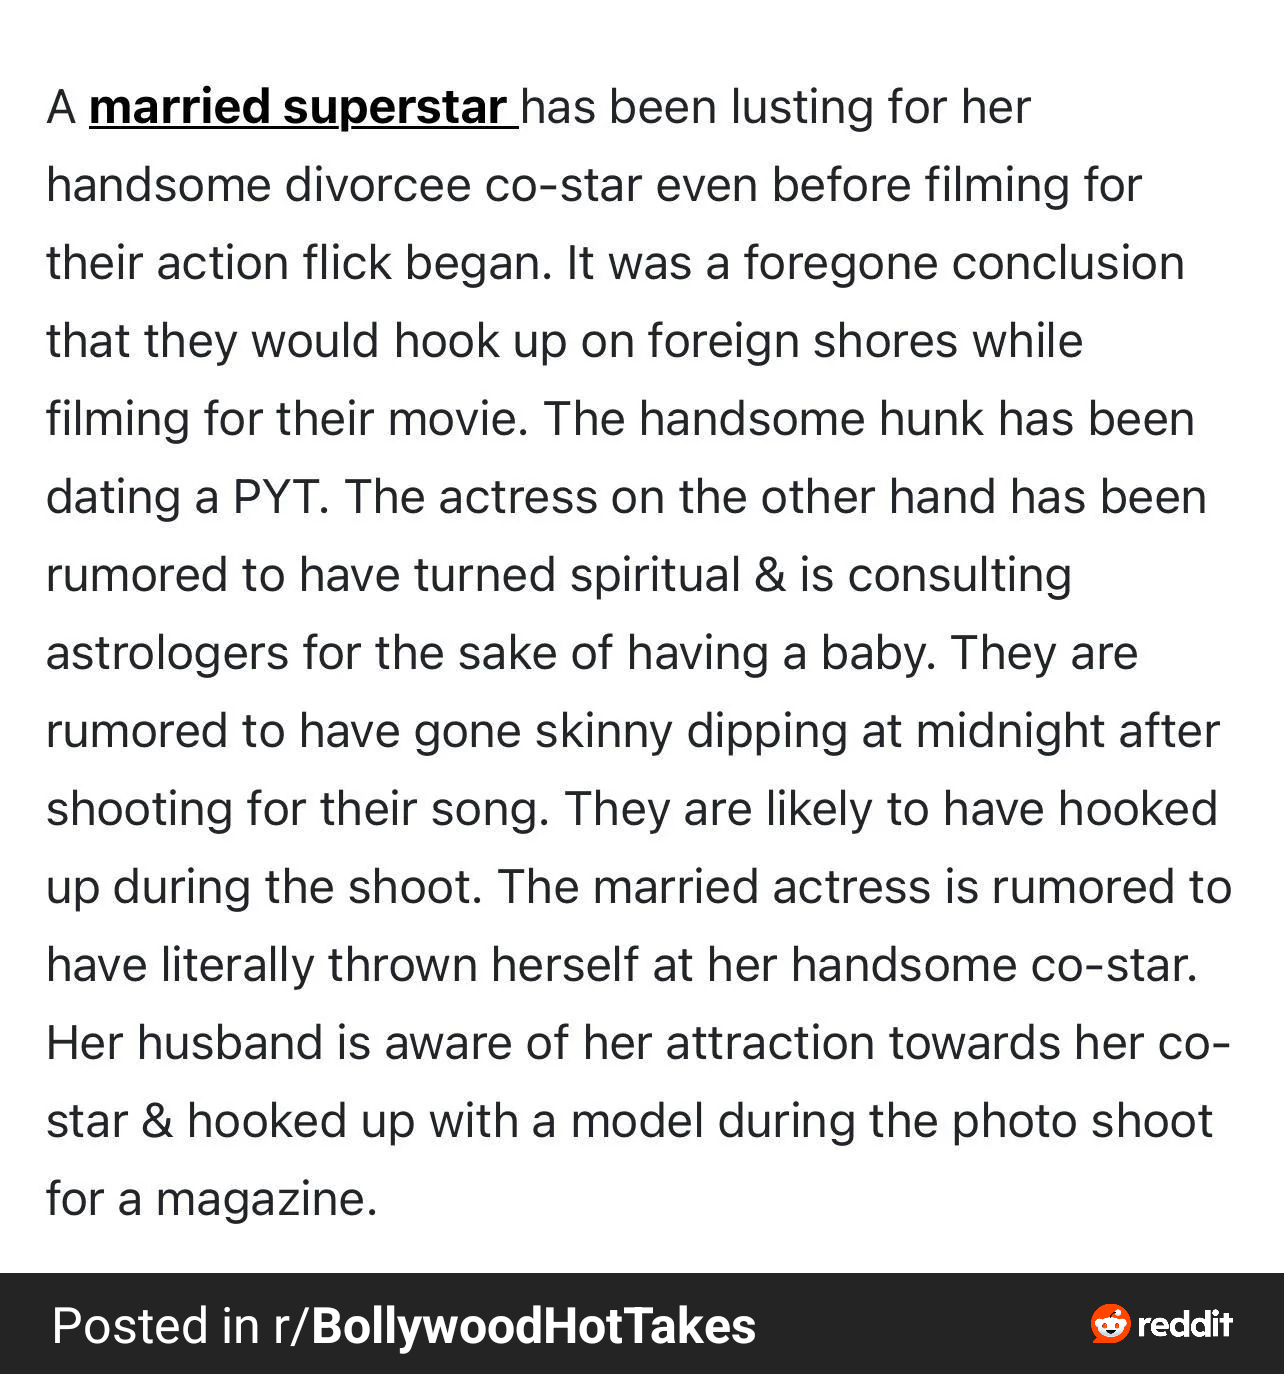 A married superstar has been lusting for her
handsome divorcee co-star even before filming for
their action flick began. It was a foregone conclusion
that they would hook up on foreign shores while
filming for their movie. The handsome hunk has been
dating a PYT. The actress on the other hand has been
rumored to have turned spiritual & is consulting
astrologers for the sake of having a baby. They are
rumored to have gone skinny dipping at midnight after
shooting for their song. They are likely to have hooked
up during the shoot. The married actress is rumored to
have literally thrown herself at her handsome co-star.
Her husband is aware of her attraction towards her co-
star & hooked up with a model during the photo shoot
for a magazine.
Posted in r/BollywoodHotTakes
reddit